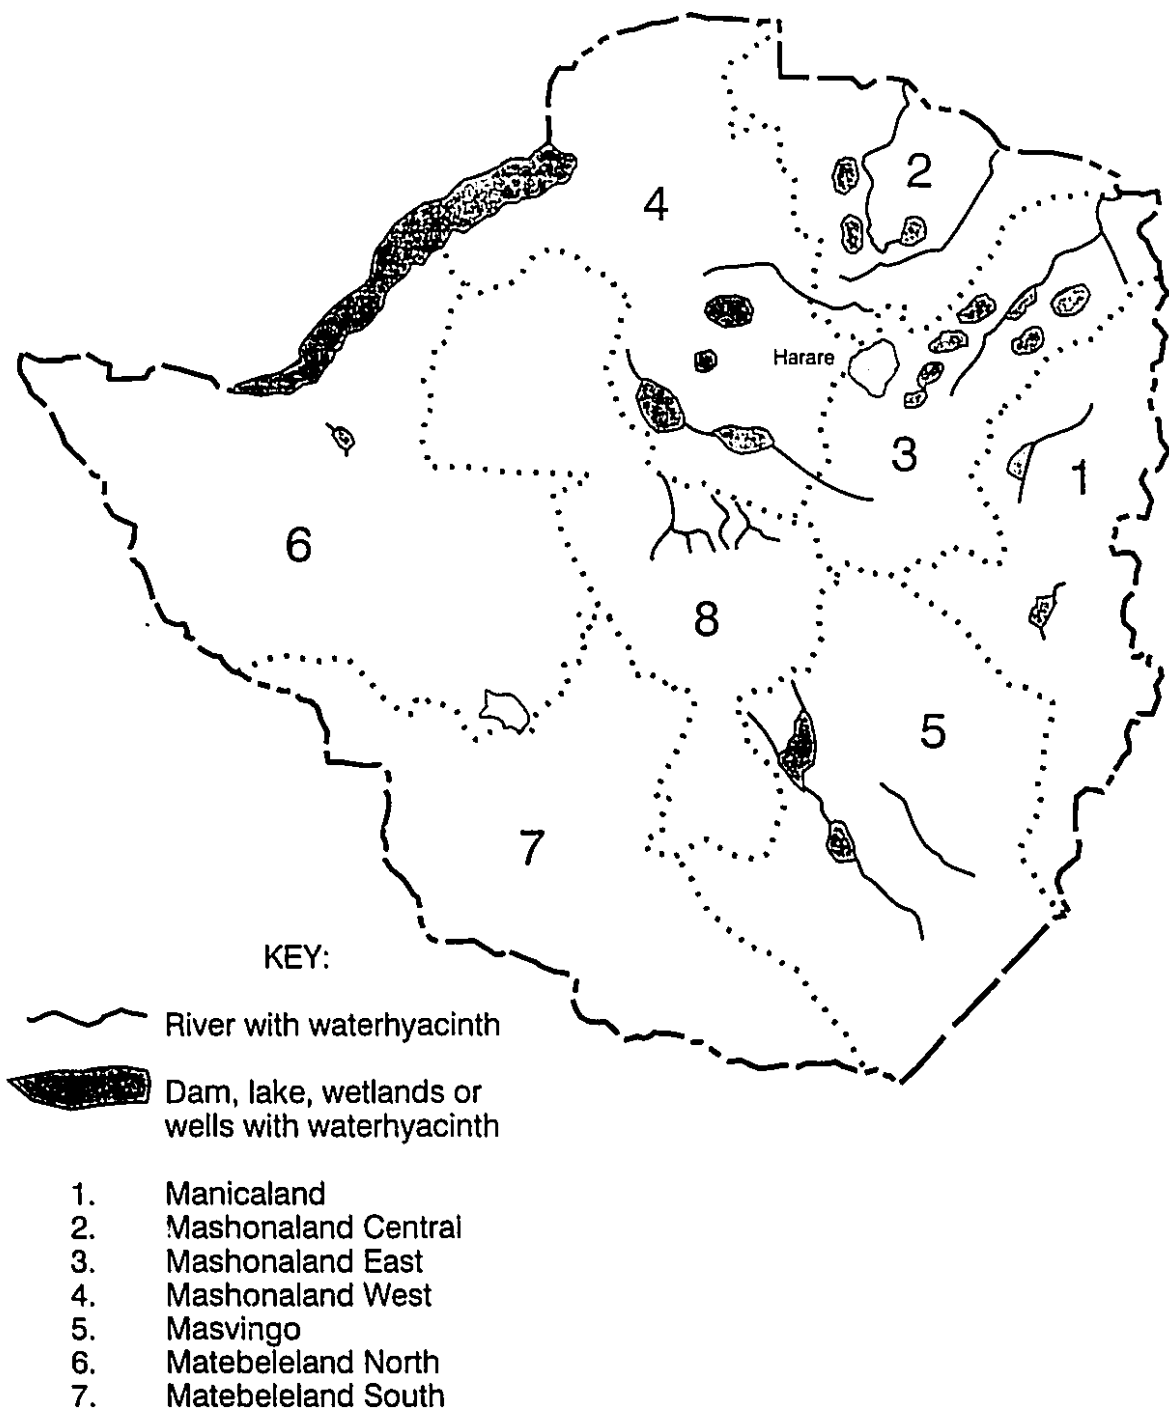 2
4
Harare
3
1
6
8
5
7
KEY:
River with waterhyacinth
Dam, lake, wetlands or
wells with waterhyacinth
1. Manicaland
2. Mashonaland Central
3. Mashonaland East
4. Mashonaland West
5. Masvingo
6. Matebeleland North
7. Matebeleland South